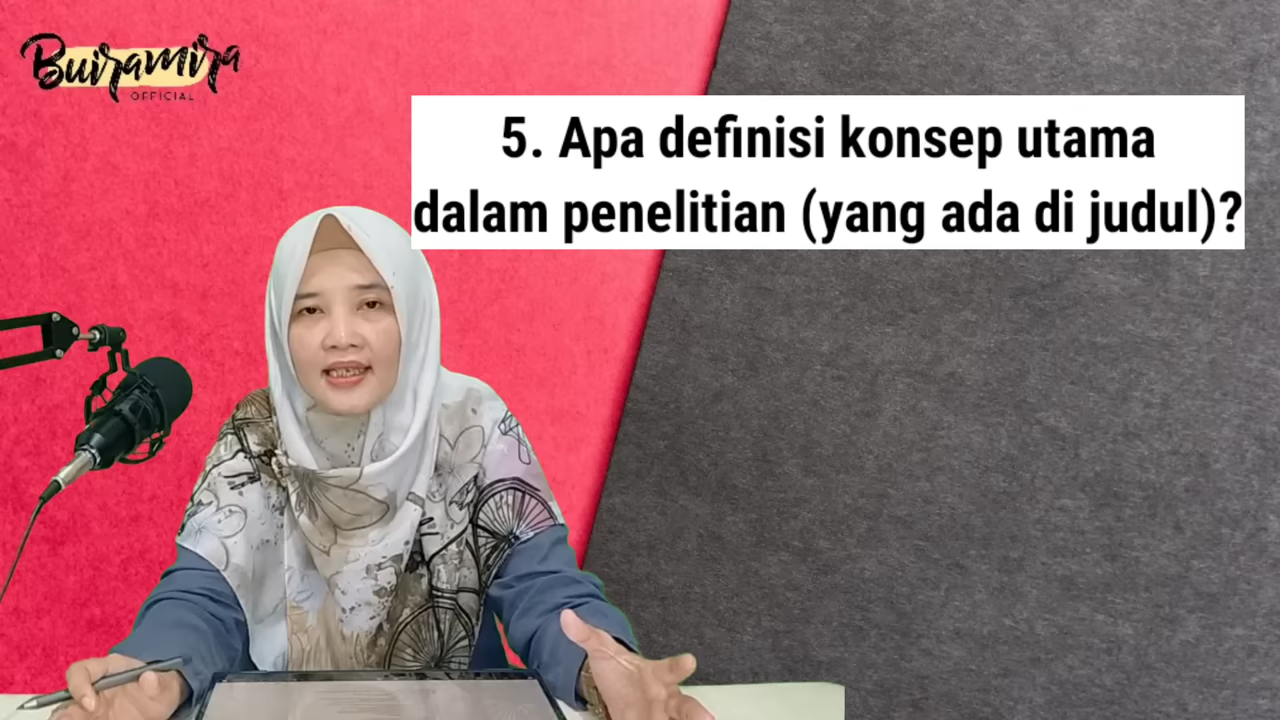 Buiramira
OFFICIAL
5. Apa definisi konsep utama
dalam penelitian (yang ada di judul)?